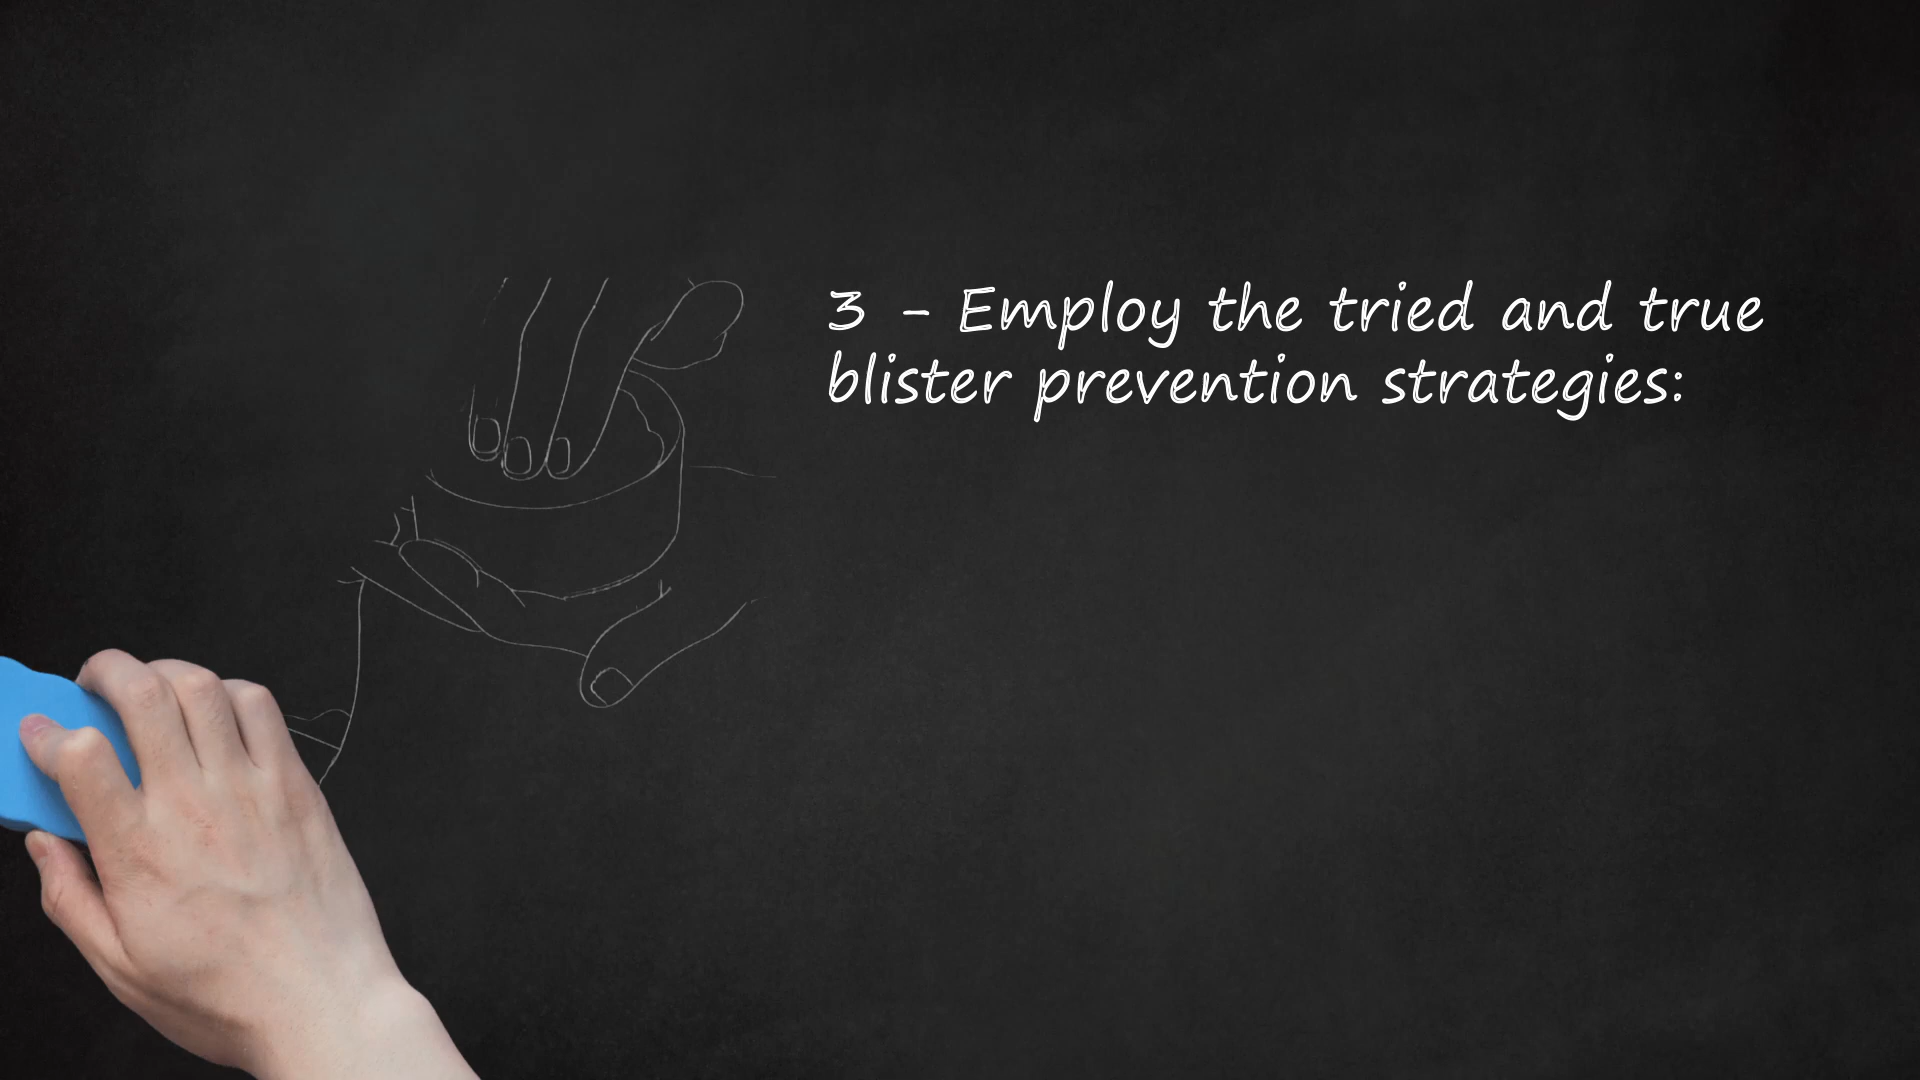 3 - Employ the tried and true
blister prevention strategies: